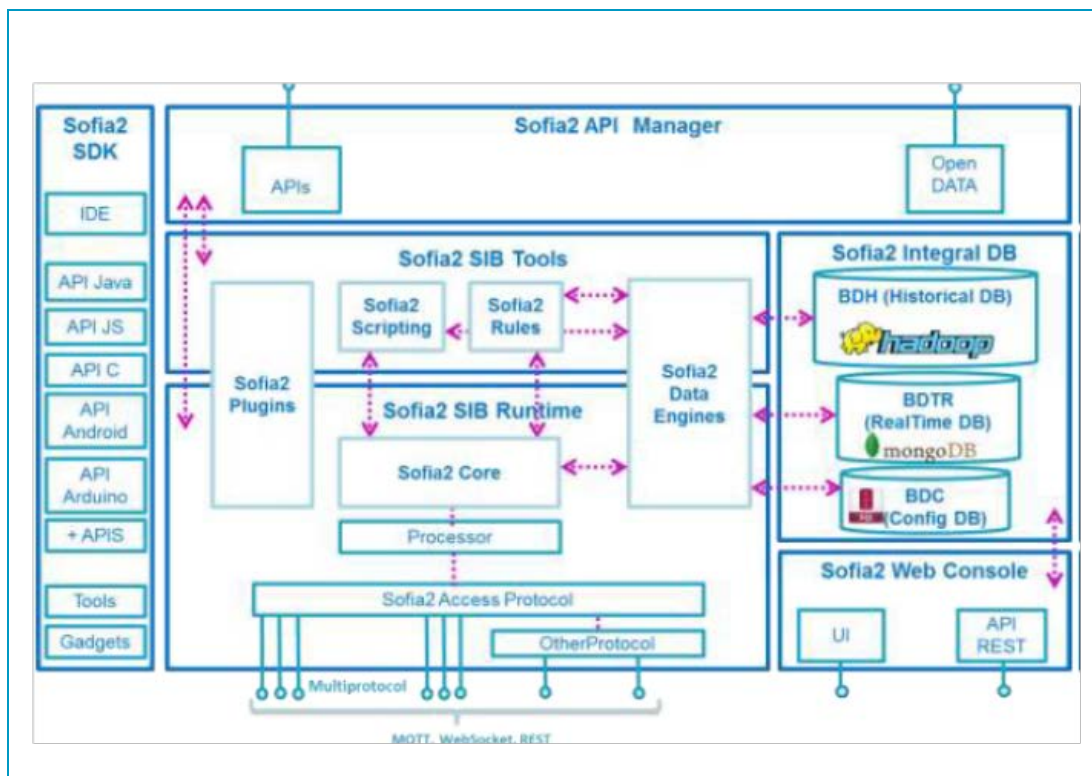 Sofia2
SDK
IDE
API Java
API JS
API C
API
Android
API
Arduino
+ APIS
Tools
Gadgets
Sofia2 API Manager
APIs
Open
DATA
Sofia2 SIB Tools
Sofia2
Scripting
Sofia2
Rules
Sofia2
Plugins
Sofia2
Data
Engines
Sofia2 SIB Runtime
Sofia2 Core
Processor
Sofia2 Access Protocol
OtherProtocol
Multiprotocol
MQTT, WebSocket, REST
Sofia2 Integral DB
BDH (Historical DB)
hadoop
BDTR
(RealTime DB)
mongoDB
BDC
(Config DB)
Sofia2 Web Console
UI
API
REST